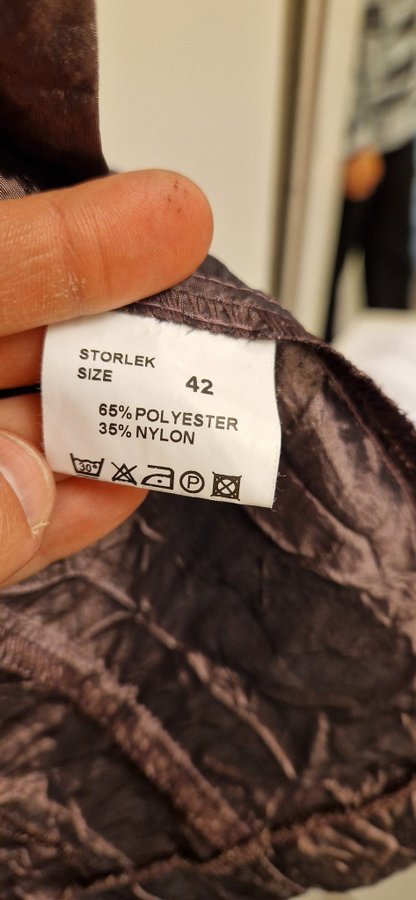 STORLEK
SIZE 42
65% POLYESTER
35% NYLON
30°
P